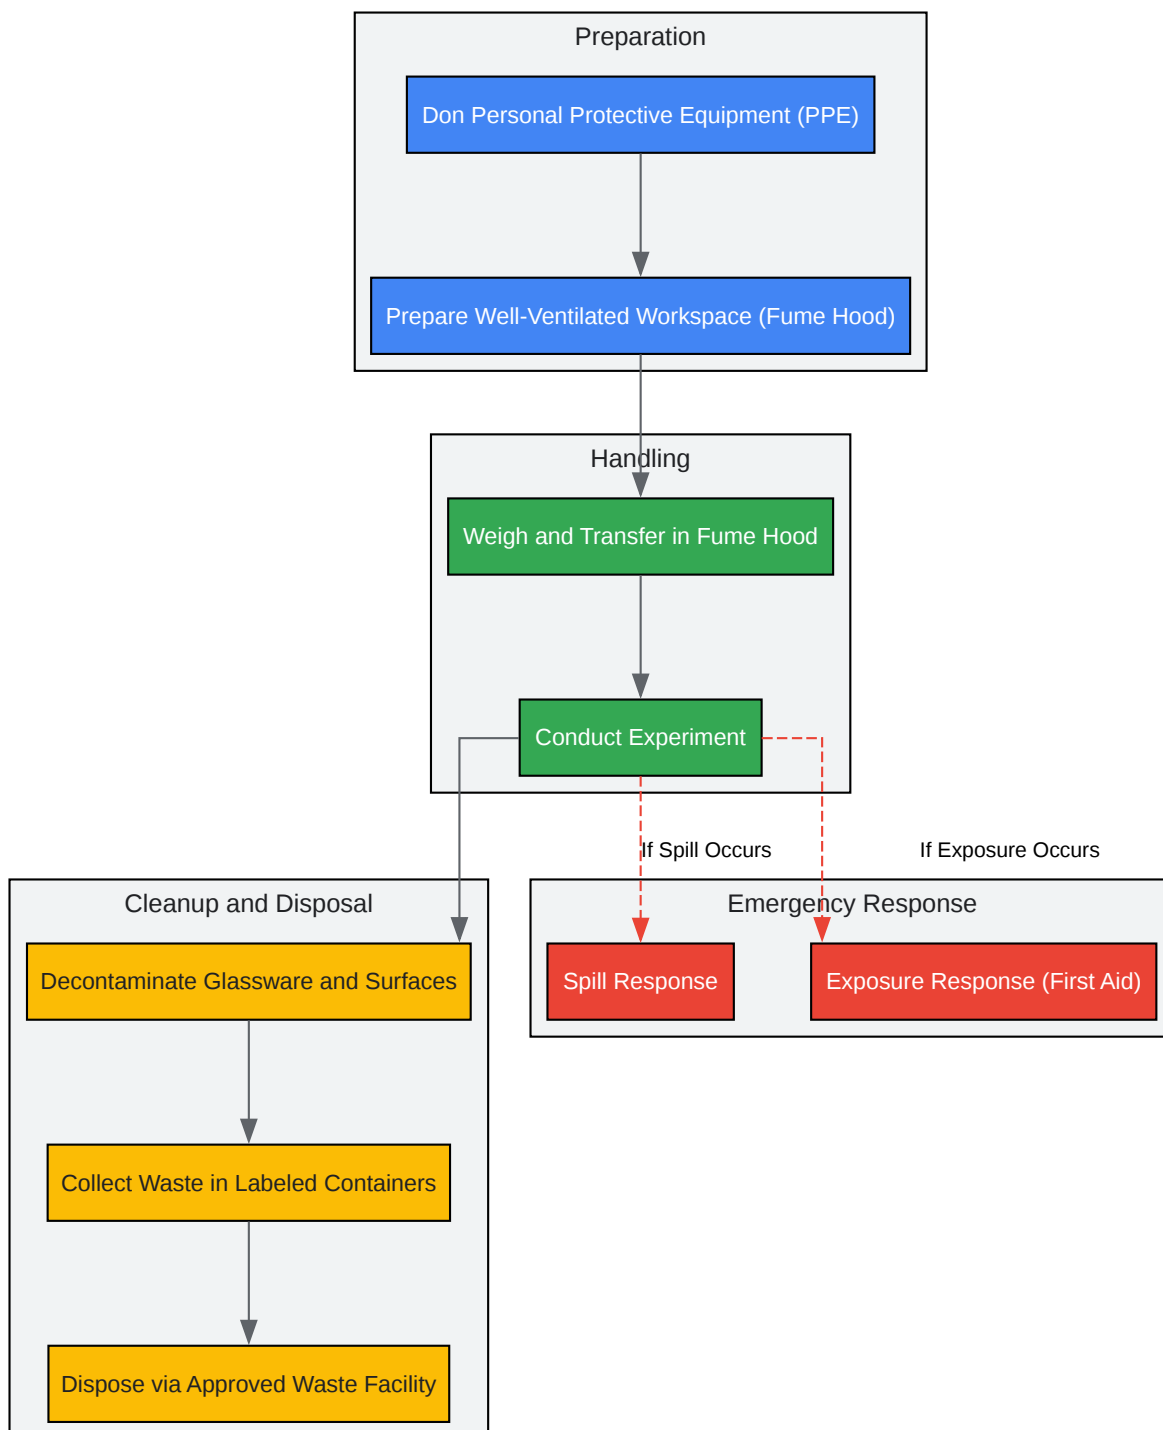 Preparation
Don Personal Protective Equipment (PPE)
Prepare Well-Ventilated Workspace (Fume Hood)
Handling
Weigh and Transfer in Fume Hood
Conduct Experiment
If Spill Occurs
If Exposure Occurs
Cleanup and Disposal
Emergency Response
Decontaminate Glassware and Surfaces
Spill Response
Exposure Response (First Aid)
Collect Waste in Labeled Containers
Dispose via Approved Waste Facility